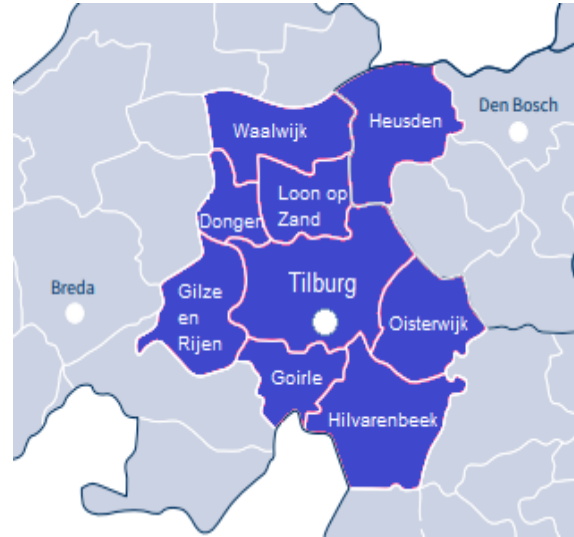 Den Bosch
Heusden
Waalwijk
Loon op
Zand
Dongen
Tilburg
Breda
Gilze
en
Rijen
Oisterwijk
Goirle
Hilvarenbeek